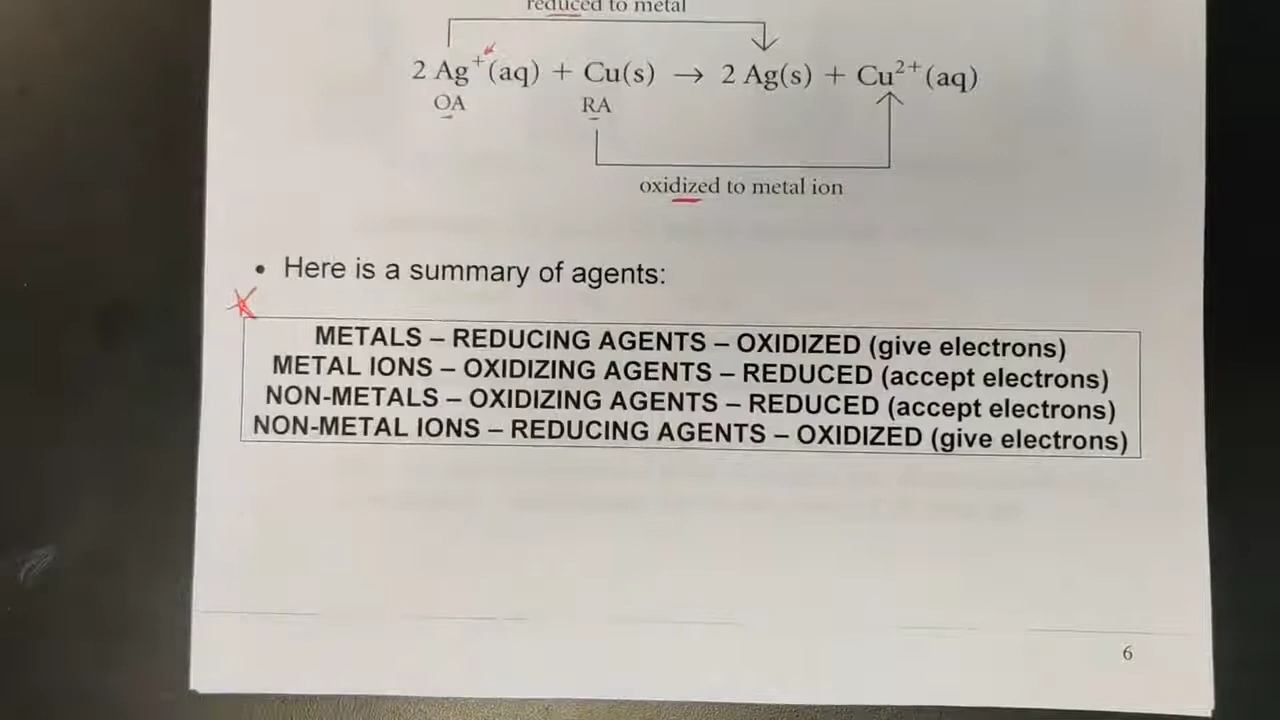 reduced to metal
2 Ag⁺(aq) + Cu(s) → 2 Ag(s) + Cu²⁺(aq)
OA RA
oxidized to metal ion
• Here is a summary of agents:
METALS – REDUCING AGENTS – OXIDIZED (give electrons)
METAL IONS – OXIDIZING AGENTS – REDUCED (accept electrons)
NON-METALS – OXIDIZING AGENTS – REDUCED (accept electrons)
NON-METAL IONS – REDUCING AGENTS – OXIDIZED (give electrons)
6